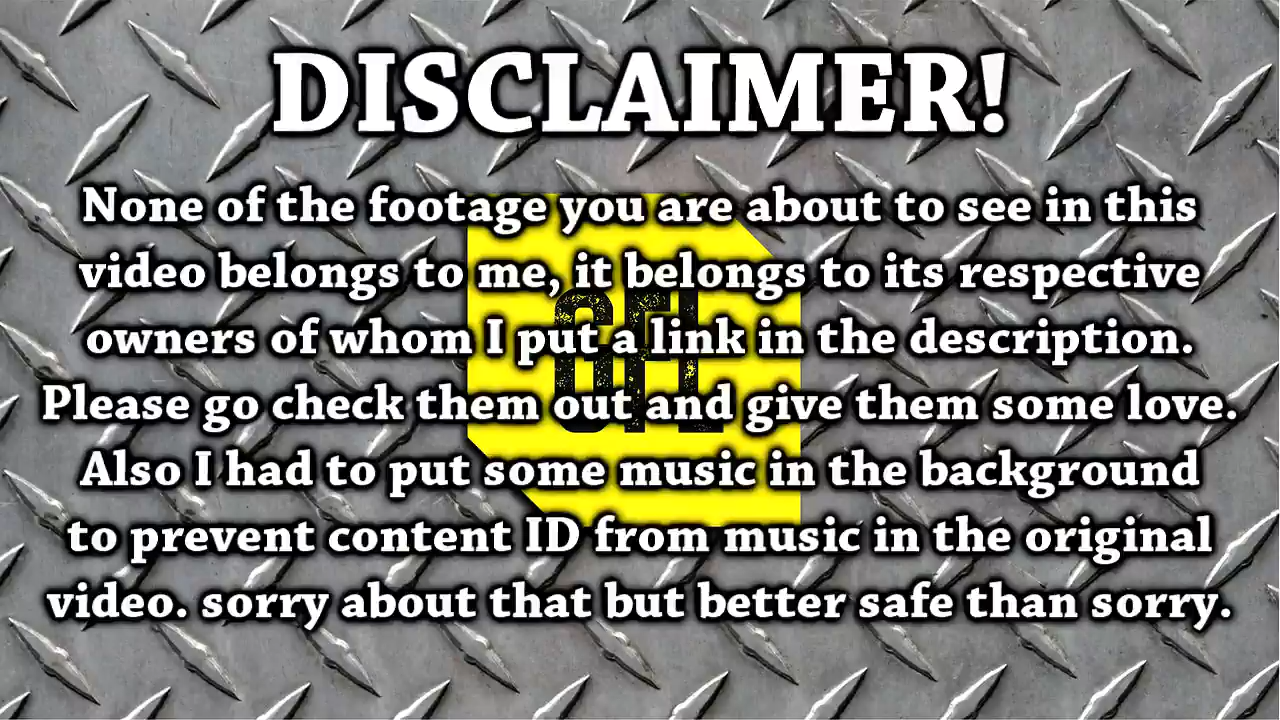 DISCLAIMER!
None of the footage you are about to see in this
video belongs to me, it belongs to its respective
owners of whom I put a link in the description.
Please go check them out and give them some love.
Also I had to put some music in the background
to prevent content ID from music in the original
video. sorry about that but better safe than sorry.